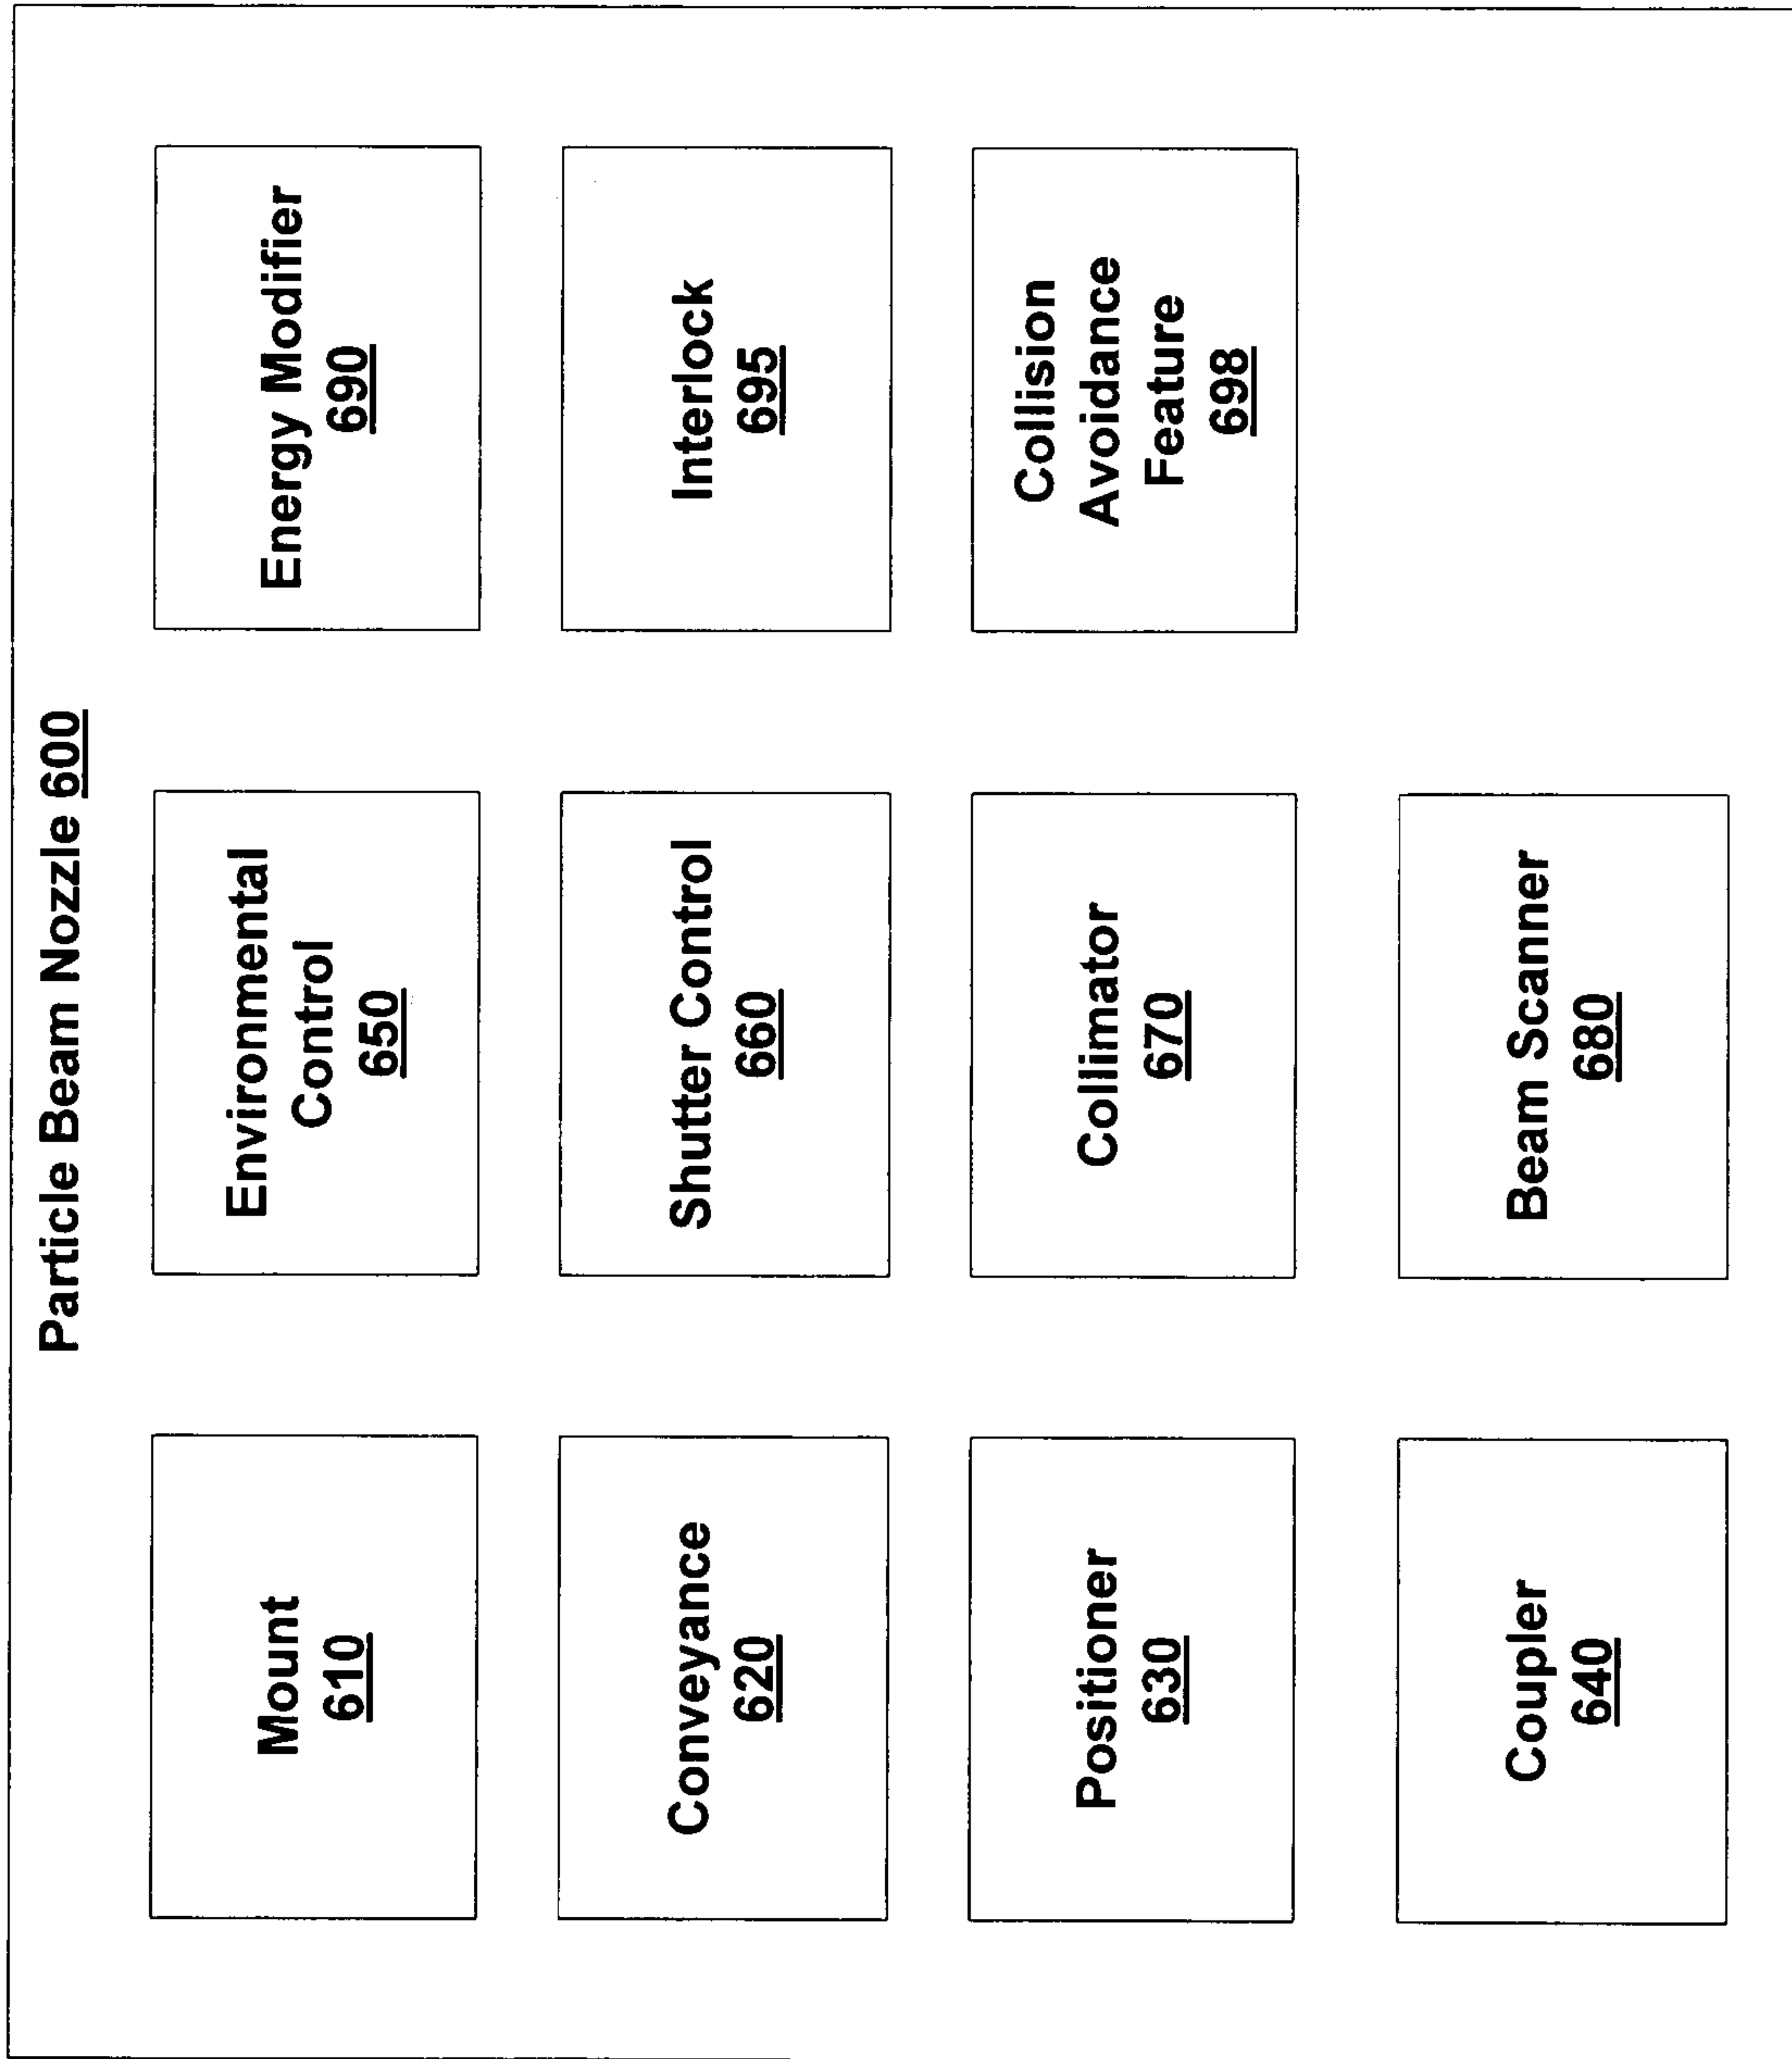 Particle Beam Nozzle 600
Mount
610
Conveyance
620
Positioner
630
Coupler
640
Environmental
Control
650
Shutter Control
660
Collimator
670
Beam Scanner
680
Energy Modifier
690
Interlock
695
Collision
Avoidance
Feature
698